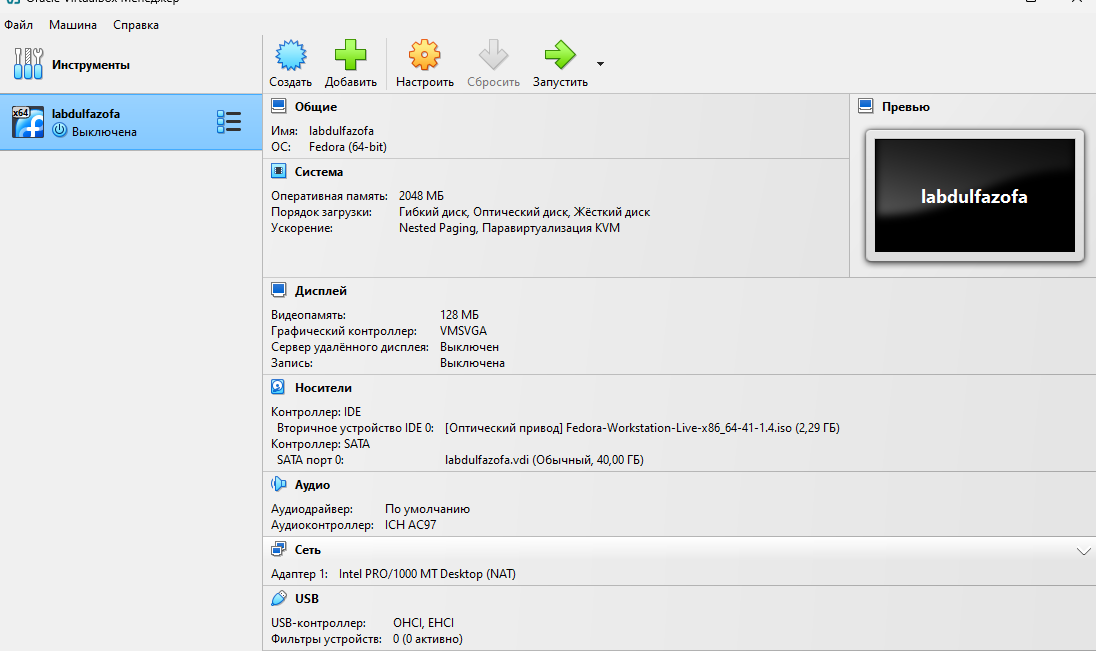 Oracle VirtualBox Менеджер
Файл Машина Справка
Инструменты
Создать Добавить Настроить Сбросить Запустить
x64
labdulfazofa
Выключена
Общие
Имя: labdulfazofa
ОС: Fedora (64-bit)
Превью
labdulfazofa
Система
Оперативная память: 2048 МБ
Порядок загрузки: Гибкий диск, Оптический диск, Жёсткий диск
Ускорение: Nested Paging, Паравиртуализация KVM
Дисплей
Видеопамять: 128 МБ
Графический контроллер: VMSVGA
Сервер удалённого дисплея: Выключен
Запись: Выключена
Носители
Контроллер: IDE
Вторичное устройство IDE 0: [Оптический привод] Fedora-Workstation-Live-x86_64-41-1.4.iso (2,29 ГБ)
Контроллер: SATA
SATA порт 0: labdulfazofa.vdi (Обычный, 40,00 ГБ)
Аудио
Аудиодрайвер: По умолчанию
Аудиоконтроллер: ICH AC97
Сеть
Адаптер 1: Intel PRO/1000 MT Desktop (NAT)
USB
USB-контроллер: OHCI, EHCI
Фильтры устройств: 0 (0 активно)